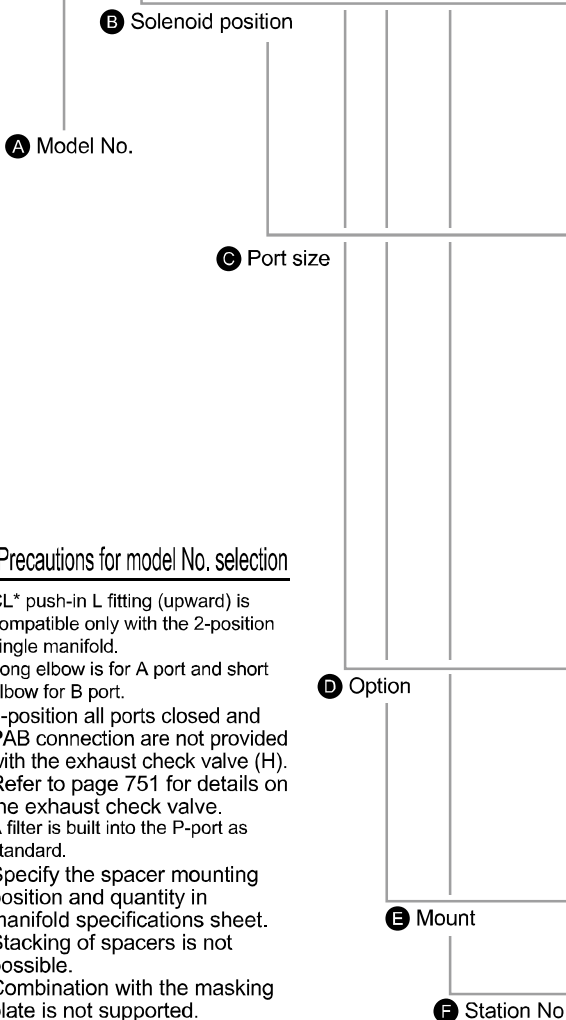 B Solenoid position
A Model No.
C Port size
Precautions for model No. selection
CL* push-in L fitting (upward) is
compatible only with the 2-position
single manifold.
Long elbow is for A port and short
elbow for B port.
-position all ports closed and
PAB connection are not provided
with the exhaust check valve (H).
Refer to page 751 for details on
the exhaust check valve.
A filter is built into the P-port as
standard.
Specify the spacer mounting
position and quantity in
manifold specifications sheet.
Stacking of spacers is not
possible.
Combination with the masking
plate is not supported.
D Option
E Mount
F Station No